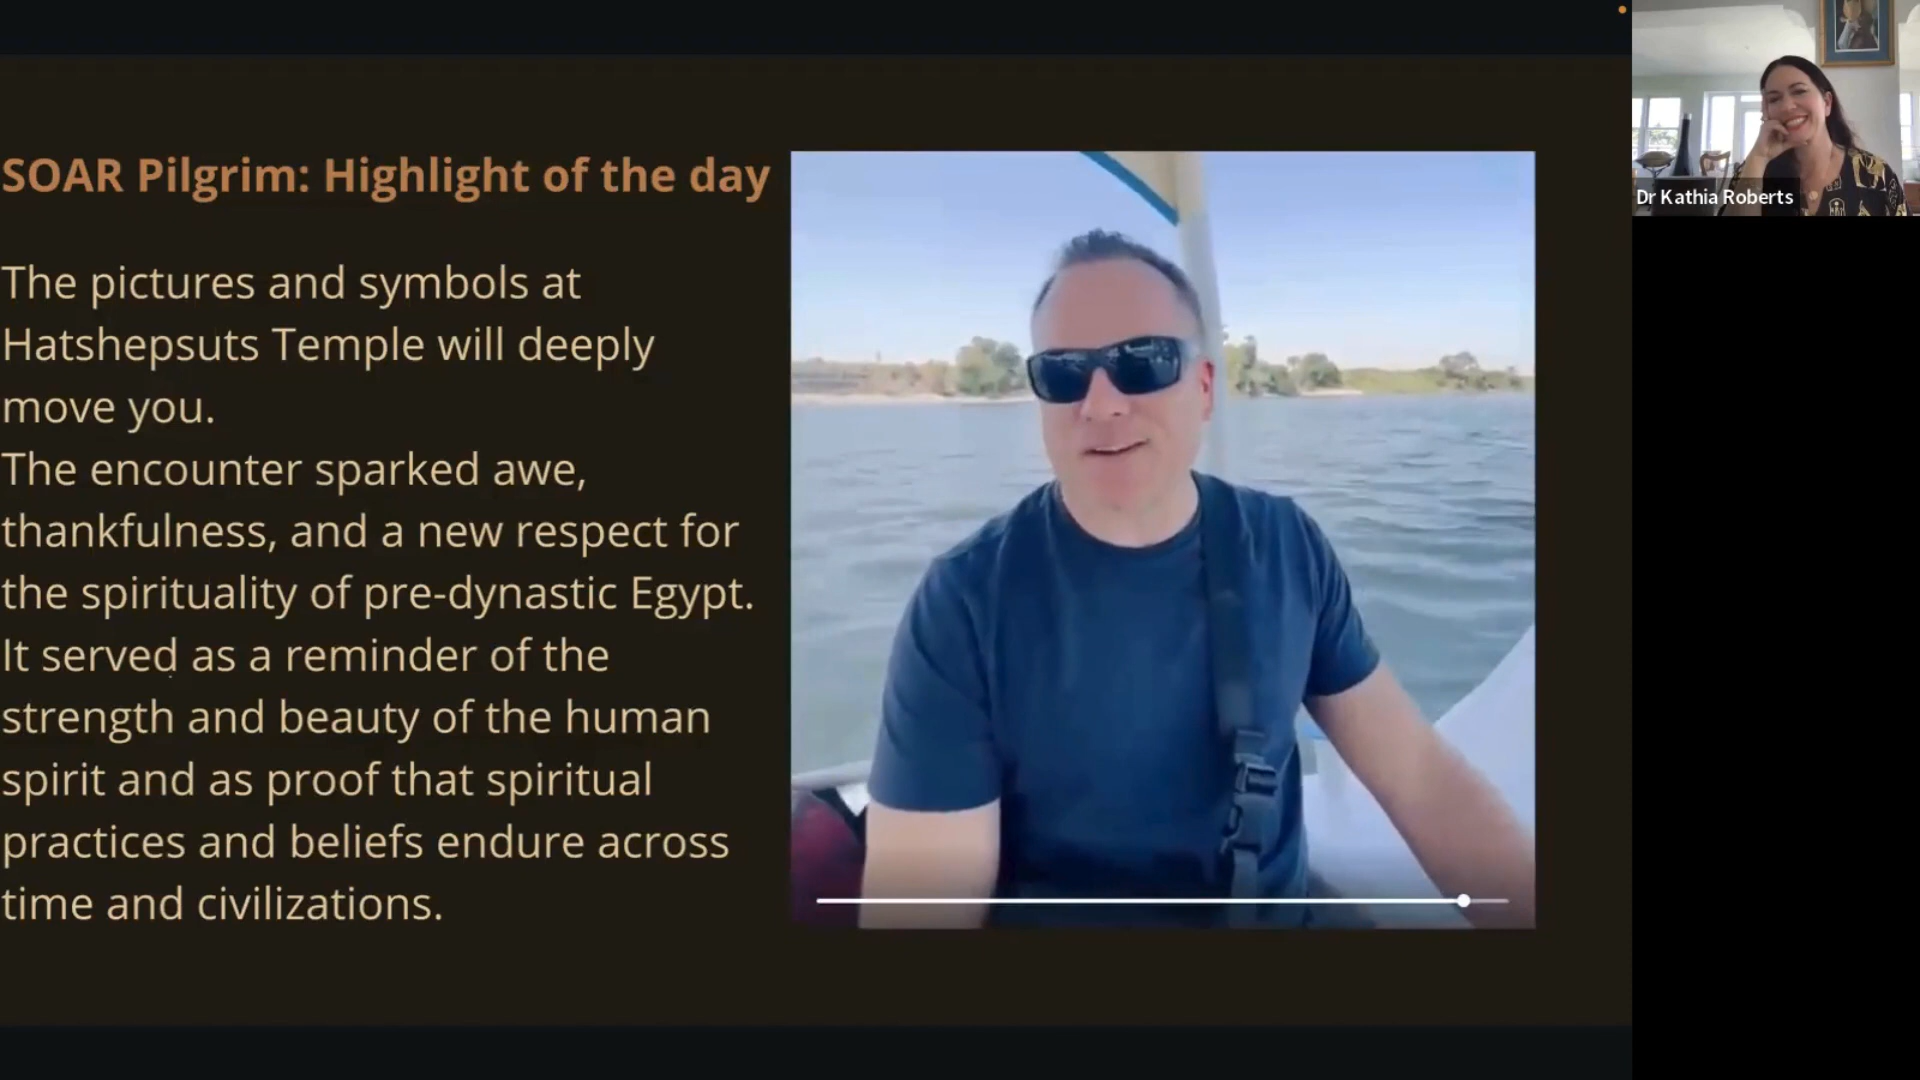 SOAR Pilgrim: Highlight of the day
The pictures and symbols at
Hatshepsuts Temple will deeply
move you.
The encounter sparked awe,
thankfulness, and a new respect for
the spirituality of pre-dynastic Egypt.
It served as a reminder of the
strength and beauty of the human
spirit and as proof that spiritual
practices and beliefs endure across
time and civilizations.
Dr Kathia Roberts